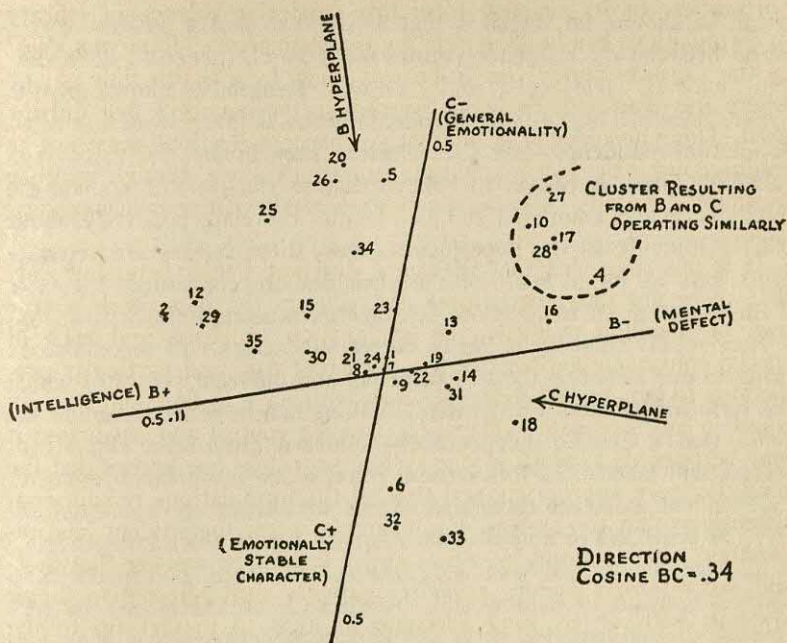 B HYPERPLANE
C-
(GENERAL
EMOTIONALITY)
0.5
20
26
5
25
34
27
CLUSTER RESULTING
FROM B AND C
OPERATING SIMILARLY
10
17
28
4
12
2
29
15
23
13
16
B-
(MENTAL
DEFECT)
35
30
21
24
1
7
8
19
22
14
9
31
(INTELLIGENCE) B+
0.5 .11
C HYPERPLANE
18
6
32
33
C+
(EMOTIONALLY
STABLE
CHARACTER)
DIRECTION
COSINE BC=.34
0.5